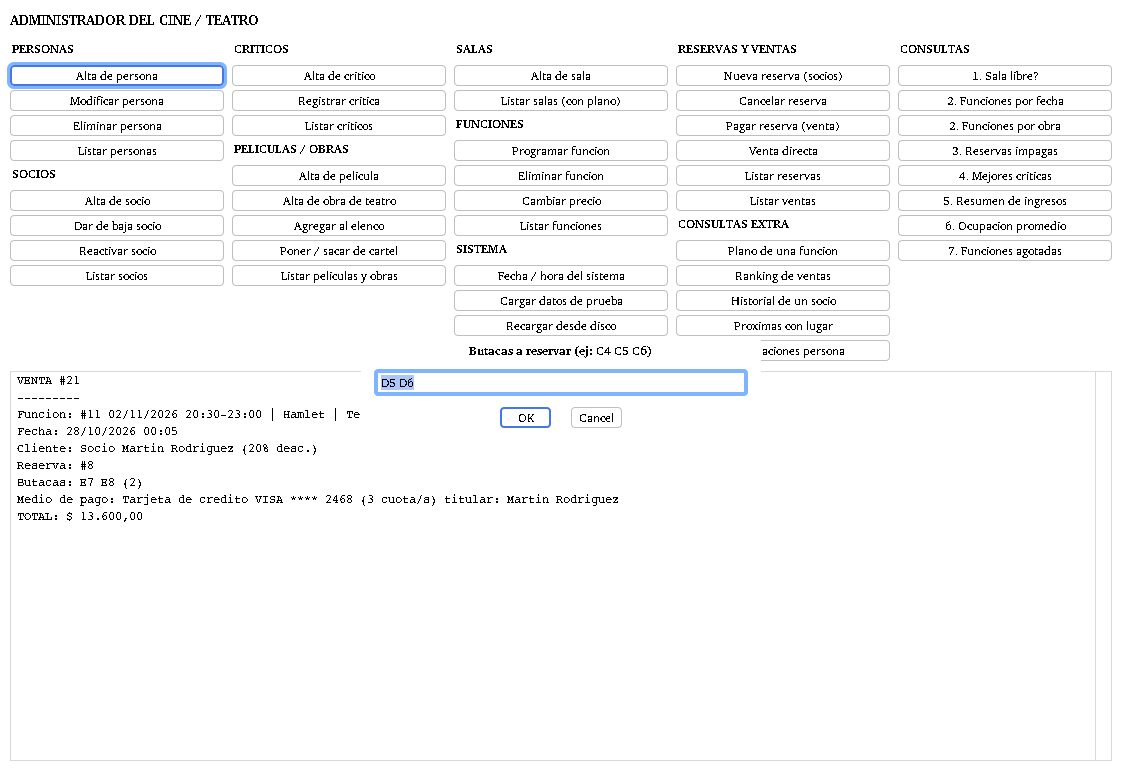 ADMINISTRADOR DEL CINE / TEATRO
PERSONAS
Alta de persona
Modificar persona
Eliminar persona
Listar personas
SOCIOS
Alta de socio
Dar de baja socio
Reactivar socio
Listar socios
CRITICOS
Alta de critico
Registrar critica
Listar criticos
PELICULAS / OBRAS
Alta de pelicula
Alta de obra de teatro
Agregar al elenco
Poner / sacar de cartel
Listar peliculas y obras
SALAS
Alta de sala
Listar salas (con plano)
FUNCIONES
Programar funcion
Eliminar funcion
Cambiar precio
Listar funciones
SISTEMA
Fecha / hora del sistema
Cargar datos de prueba
Recargar desde disco
RESERVAS Y VENTAS
Nueva reserva (socios)
Cancelar reserva
Pagar reserva (venta)
Venta directa
Listar reservas
Listar ventas
CONSULTAS EXTRA
Plano de una funcion
Ranking de ventas
Historial de un socio
Proximas con lugar
aciones persona
CONSULTAS
1. Sala libre?
2. Funciones por fecha
2. Funciones por obra
3. Reservas impagas
4. Mejores criticas
5. Resumen de ingresos
6. Ocupacion promedio
7. Funciones agotadas
Butacas a reservar (ej: C4 C5 C6)
D5 D6
OK
Cancel
VENTA #21
---------
Funcion: #11 02/11/2026 20:30-23:00 | Hamlet | Te
Fecha: 28/10/2026 00:05
Cliente: Socio Martin Rodriguez (20% desc.)
Reserva: #8
Butacas: E7 E8 (2)
Medio de pago: Tarjeta de credito VISA **** 2468 (3 cuota/s) titular: Martin Rodriguez
TOTAL: $ 13.600,00